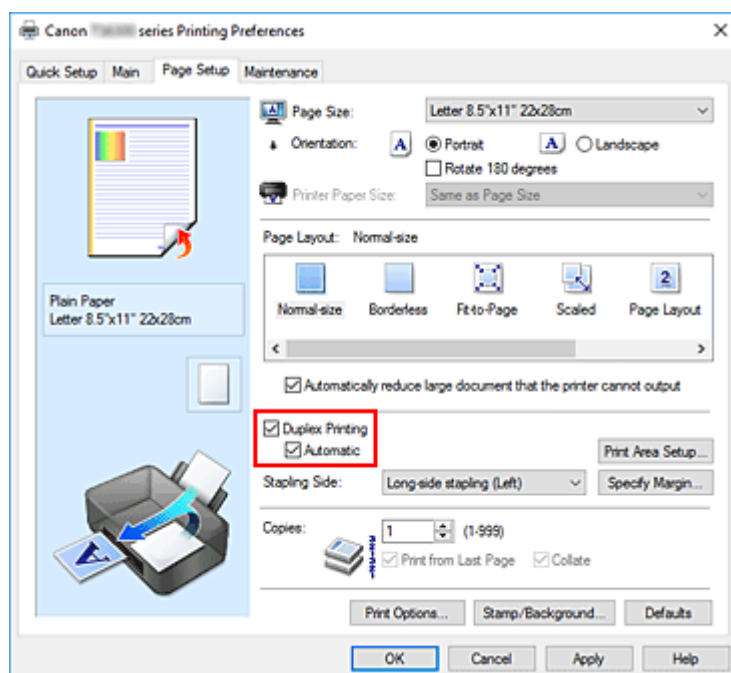 Canon series Printing Preferences
Quick Setup Main Page Setup Maintenance
Page Size: Letter 8.5"x11" 22x28cm
Orientation: A Portrait A Landscape
Rotate 180 degrees
Printer Paper Size: Same as Page Size
Page Layout: Normal-size
2
Normal-size Borderless Fit-to-Page Scaled Page Layout
Plain Paper
Letter 8.5"x11" 22x28cm
Automatically reduce large document that the printer cannot output
Duplex Printing
Automatic
Print Area Setup...
Stapling Side: Long-side stapling (Left) Specify Margin...
Copies: 1 (1-999)
Print from Last Page Collate
A
Print Options... Stamp/Background... Defaults
OK Cancel Apply Help